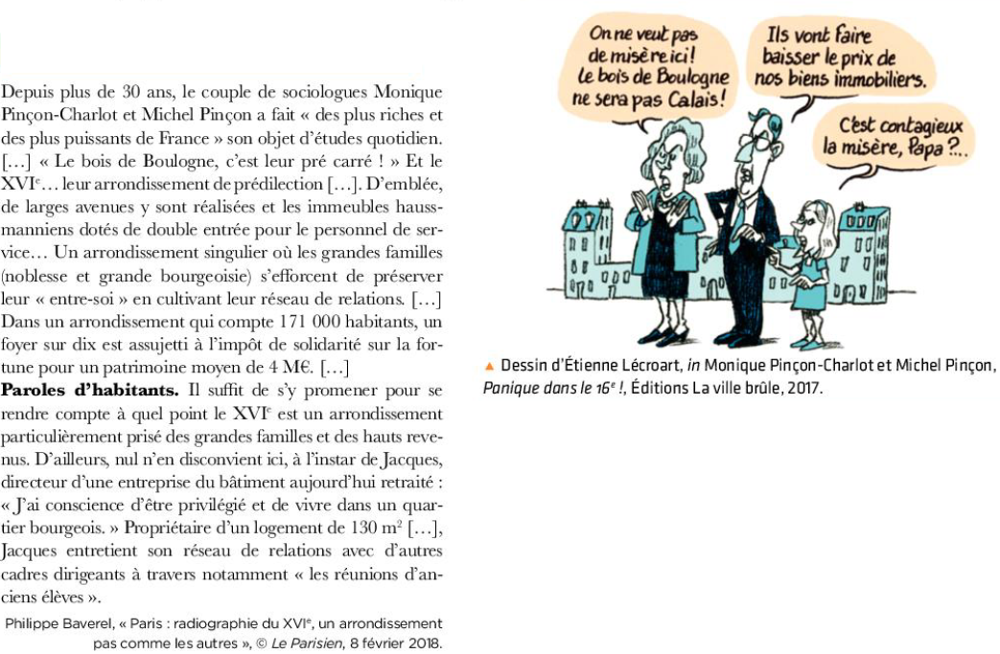 Depuis plus de 30 ans, le couple de sociologues Monique
Pinçon-Charlot et Michel Pinçon a fait « des plus riches et
des plus puissants de France » son objet d'études quotidien.
[…] « Le bois de Boulogne, c'est leur pré carré ! » Et le
XVIe… leur arrondissement de prédilection […]. D'emblée,
de larges avenues y sont réalisées et les immeubles hauss-
manniens dotés de double entrée pour le personnel de ser-
vice… Un arrondissement singulier où les grandes familles
(noblesse et grande bourgeoisie) s'efforcent de préserver
leur « entre-soi » en cultivant leur réseau de relations. […]
Dans un arrondissement qui compte 171 000 habitants, un
foyer sur dix est assujetti à l'impôt de solidarité sur la for-
tune pour un patrimoine moyen de 4 M€. […]
Paroles d'habitants. Il suffit de s'y promener pour se
rendre compte à quel point le XVIe est un arrondissement
particulièrement prisé des grandes familles et des hauts reve-
nus. D'ailleurs, nul n'en disconvient ici, à l'instar de Jacques,
directeur d'une entreprise du bâtiment aujourd'hui retraité :
« J'ai conscience d'être privilégié et de vivre dans un quar-
tier bourgeois. » Propriétaire d'un logement de 130 m² […],
Jacques entretient son réseau de relations avec d'autres
cadres dirigeants à travers notamment « les réunions d'an-
ciens élèves ».
Philippe Baverel, « Paris : radiographie du XVIe, un arrondissement
pas comme les autres », © Le Parisien, 8 février 2018.
On ne veut pas
de misère ici !
Le bois de Boulogne
ne sera pas Calais !
Ils vont faire
baisser le prix de
nos biens immobiliers.
C'est contagieux
la misère, Papa ?...
▲ Dessin d'Étienne Lécroart, in Monique Pinçon-Charlot et Michel Pinçon,
Panique dans le 16e !, Éditions La ville brûle, 2017.